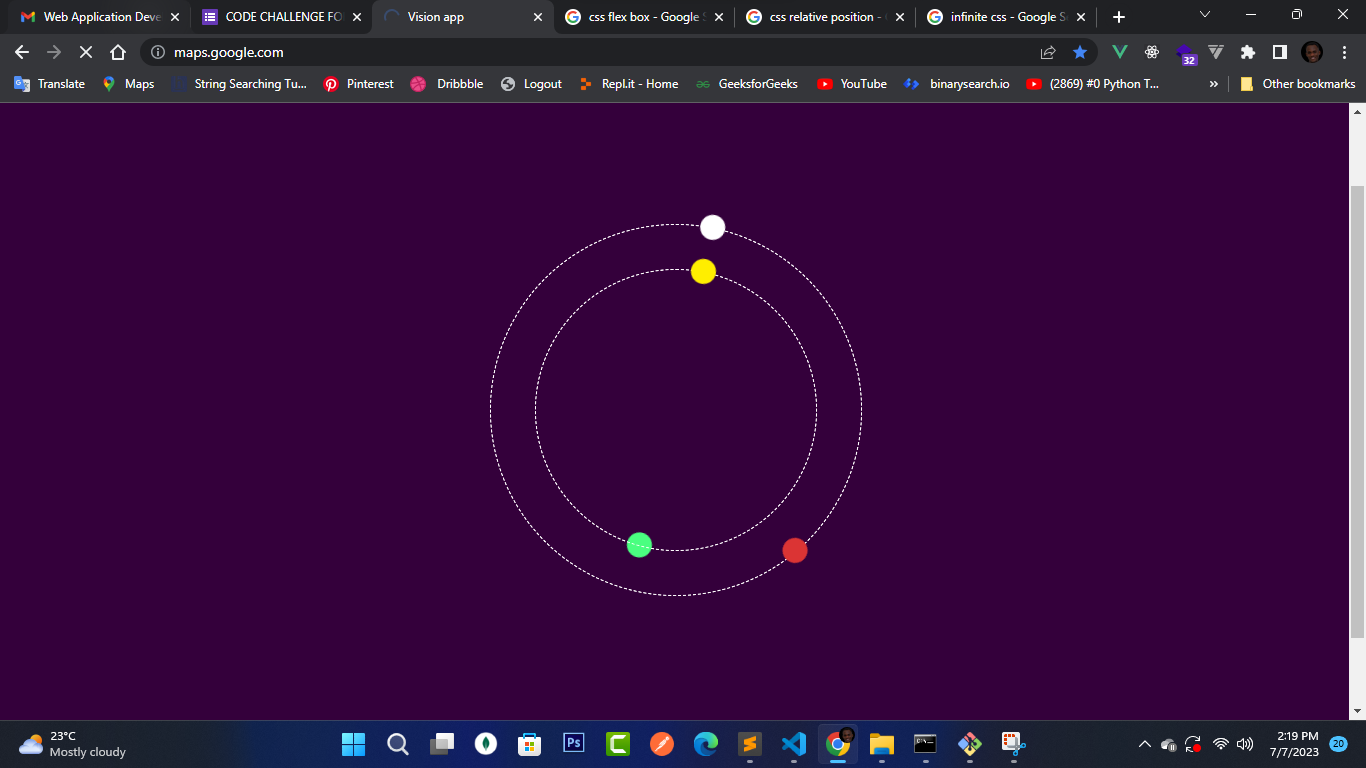 Web Application Deve
CODE CHALLENGE FO
Vision app
css flex box - Google S
css relative position -
infinite css - Google Se
maps.google.com
32
Translate
Maps
String Searching Tu...
Pinterest
Dribbble
Logout
Repl.it - Home
GeeksforGeeks
YouTube
binarysearch.io
(2869) #0 Python T...
»
Other bookmarks
23°C
Mostly cloudy
Ps
2:19 PM
7/7/2023
20